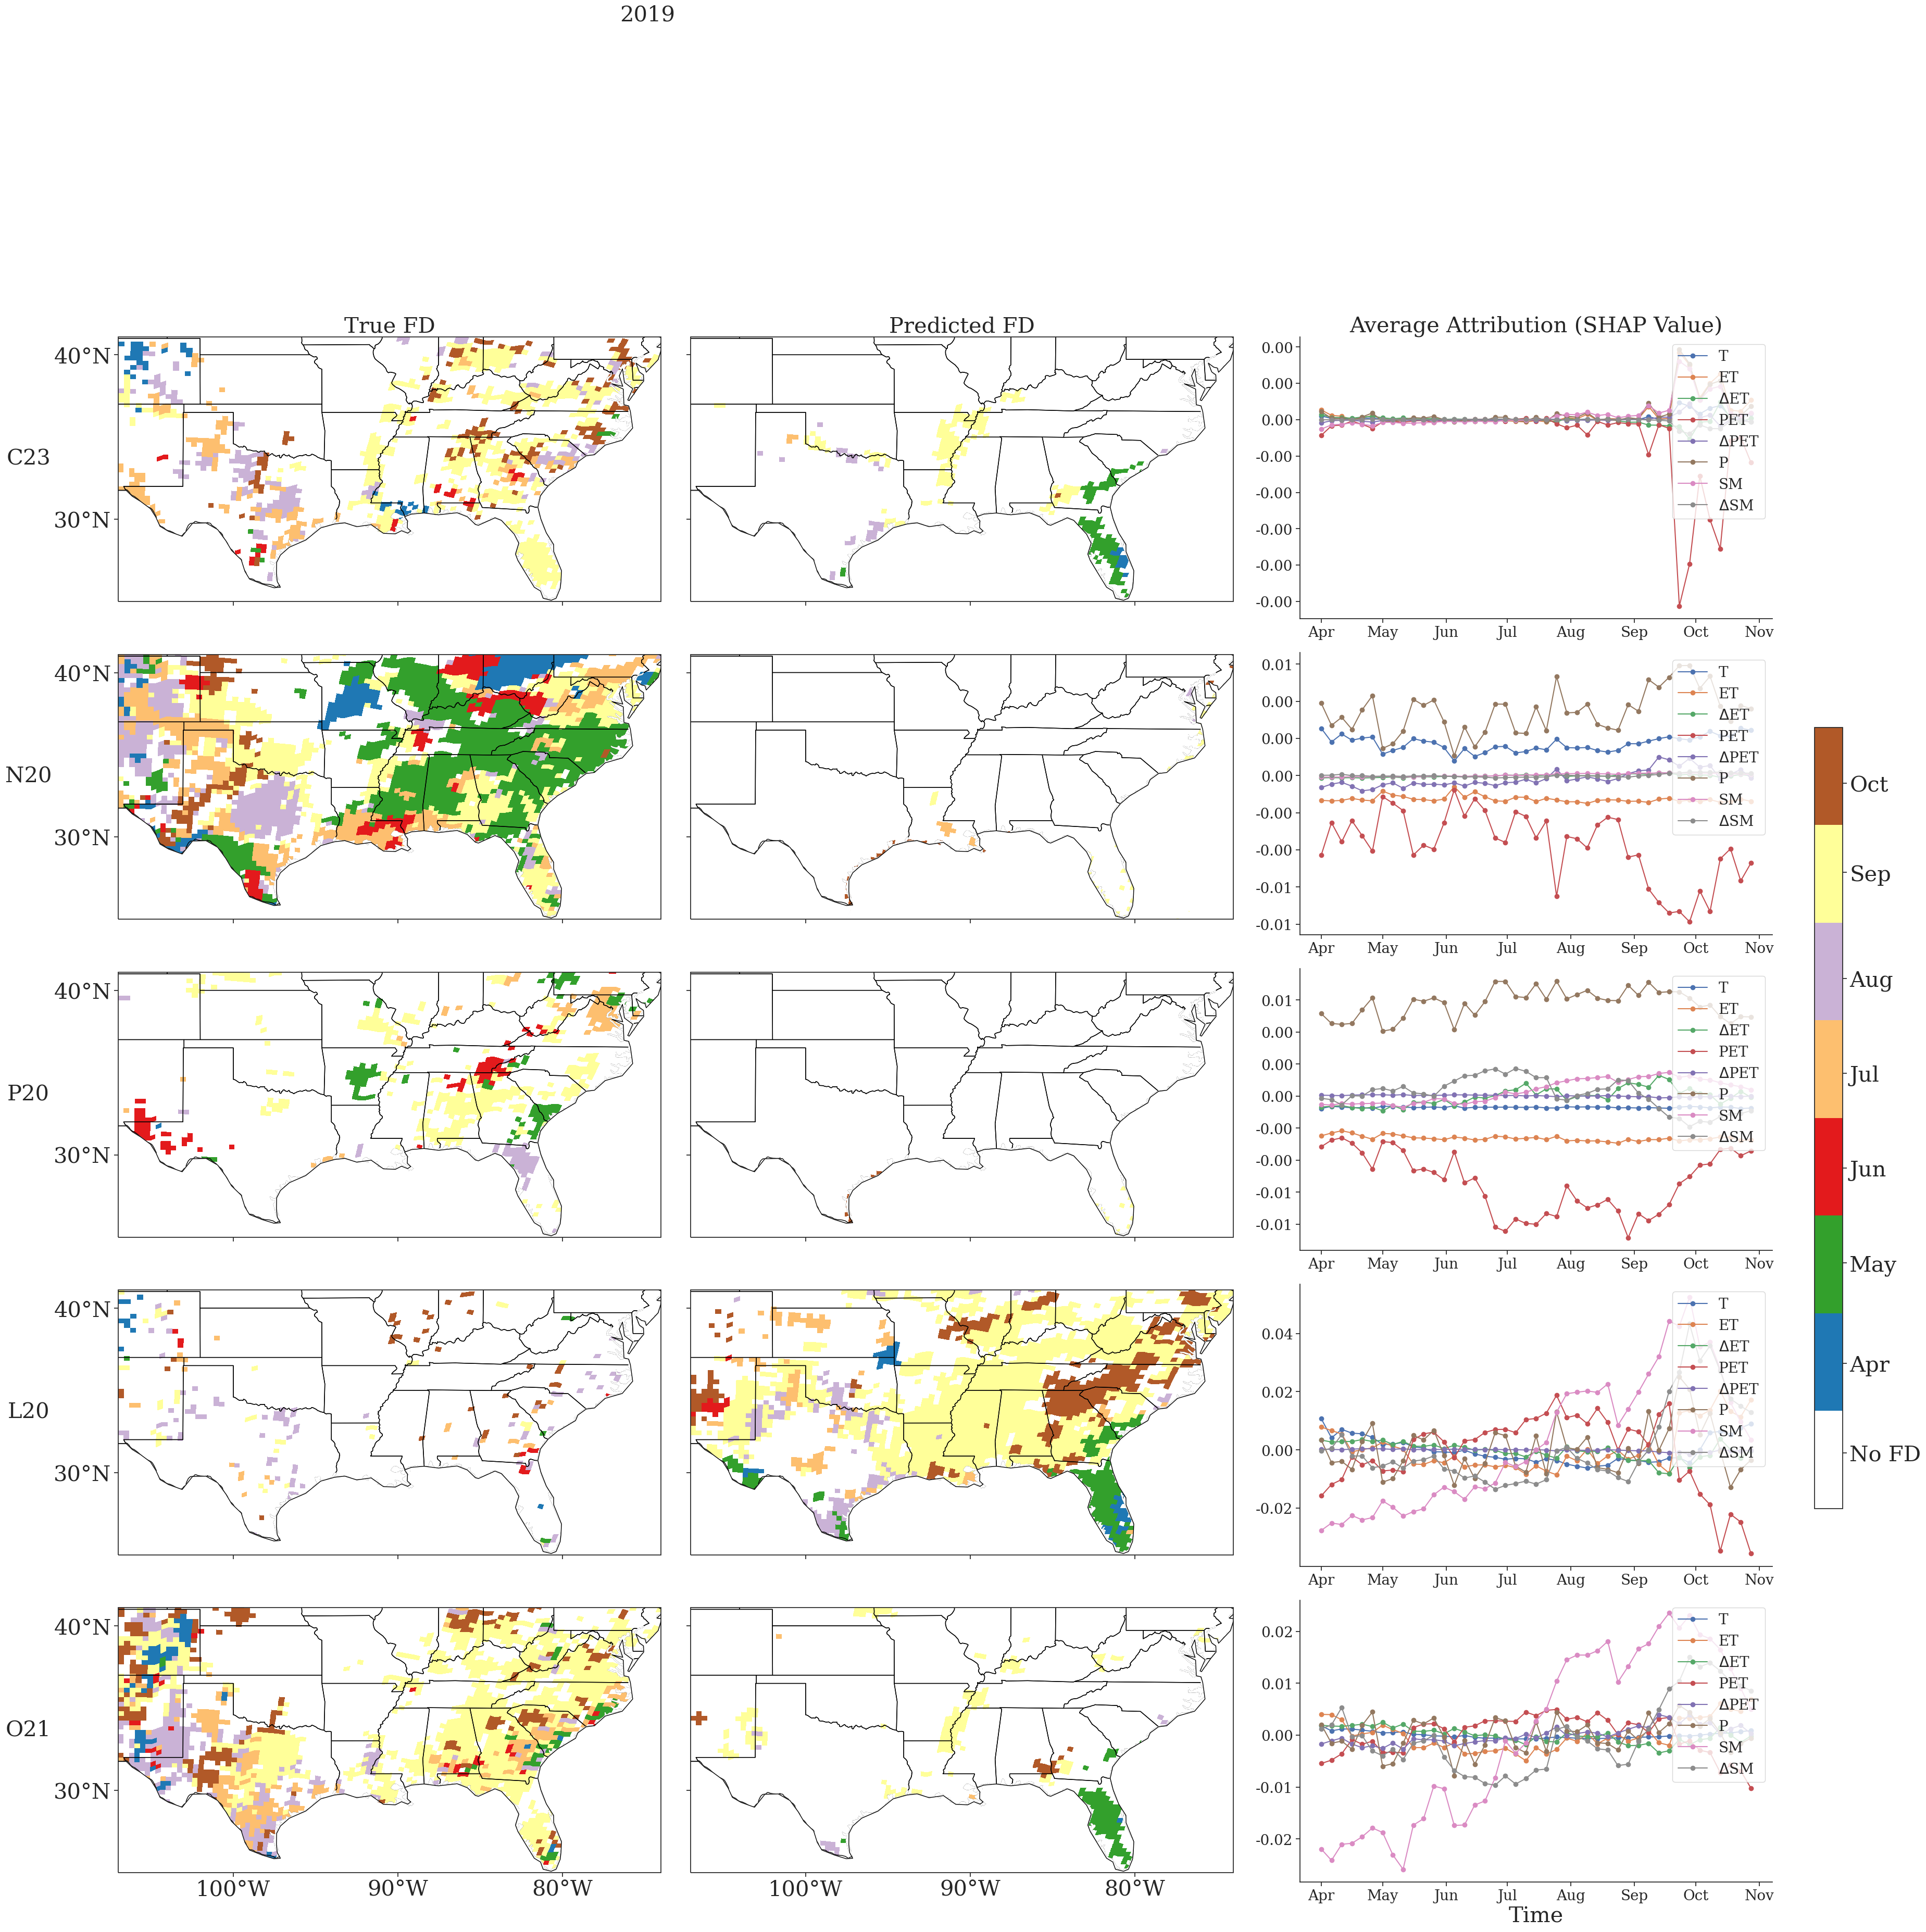 2019
True FD
Predicted FD
Average Attribution (SHAP Value)
C23
40°N
30°N
0.00
0.00
0.00
-0.00
-0.00
-0.00
-0.00
-0.00
T
ET
ΔET
PET
ΔPET
P
SM
ΔSM
Apr
May
Jun
Jul
Aug
Sep
Oct
Nov
N20
40°N
30°N
0.01
0.00
0.00
0.00
-0.00
-0.00
-0.01
-0.01
T
ET
ΔET
PET
ΔPET
P
SM
ΔSM
Apr
May
Jun
Jul
Aug
Sep
Oct
Nov
P20
40°N
30°N
0.01
0.00
0.00
0.00
-0.00
-0.00
-0.01
-0.01
T
ET
ΔET
PET
ΔPET
P
SM
ΔSM
Apr
May
Jun
Jul
Aug
Sep
Oct
Nov
L20
40°N
30°N
0.04
0.02
0.00
-0.02
T
ET
ΔET
PET
ΔPET
P
SM
ΔSM
Apr
May
Jun
Jul
Aug
Sep
Oct
Nov
O21
40°N
30°N
100°W
90°W
80°W
100°W
90°W
80°W
0.02
0.01
0.00
-0.01
-0.02
T
ET
ΔET
PET
ΔPET
P
SM
ΔSM
Apr
May
Jun
Jul
Aug
Sep
Oct
Nov
Time
Oct
Sep
Aug
Jul
Jun
May
Apr
No FD